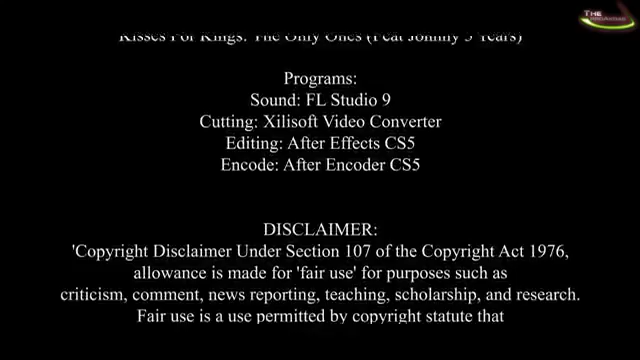 Kisses For Kings: The Only Ones (Feat Johnny 3 Tears)
Programs:
Sound: FL Studio 9
Cutting: Xilisoft Video Converter
Editing: After Effects CS5
Encode: After Encoder CS5
DISCLAIMER:
'Copyright Disclaimer Under Section 107 of the Copyright Act 1976,
allowance is made for 'fair use' for purposes such as
criticism, comment, news reporting, teaching, scholarship, and research.
Fair use is a use permitted by copyright statute that
The